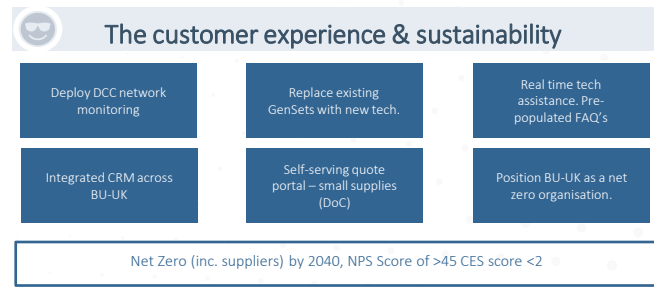 The customer experience & sustainability
Deploy DCC network
monitoring
Replace existing
GenSets with new tech.
Real time tech
assistance. Pre-
populated FAQ's
Integrated CRM across
BU-UK
Self-serving quote
portal – small supplies
(DoC)
Position BU-UK as a net
zero organisation.
Net Zero (inc. suppliers) by 2040, NPS Score of >45 CES score <2